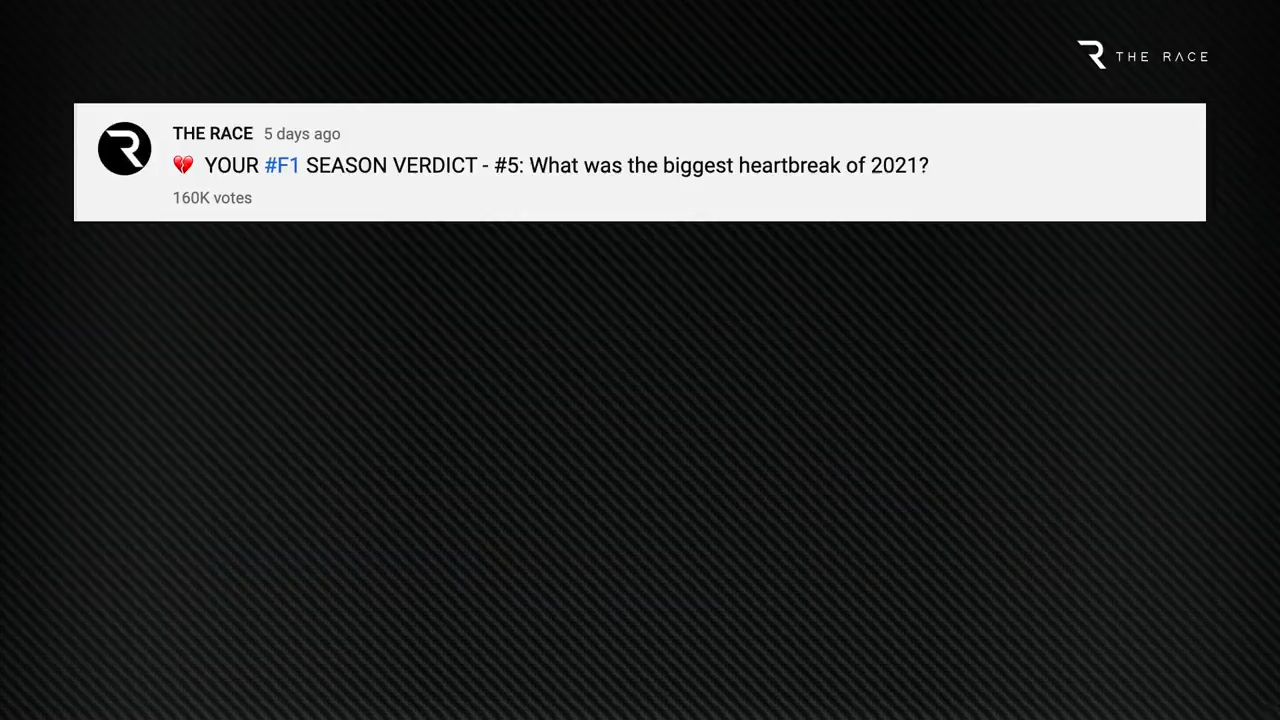 THE RACE
THE RACE 5 days ago
💔 YOUR #F1 SEASON VERDICT - #5: What was the biggest heartbreak of 2021?
160K votes